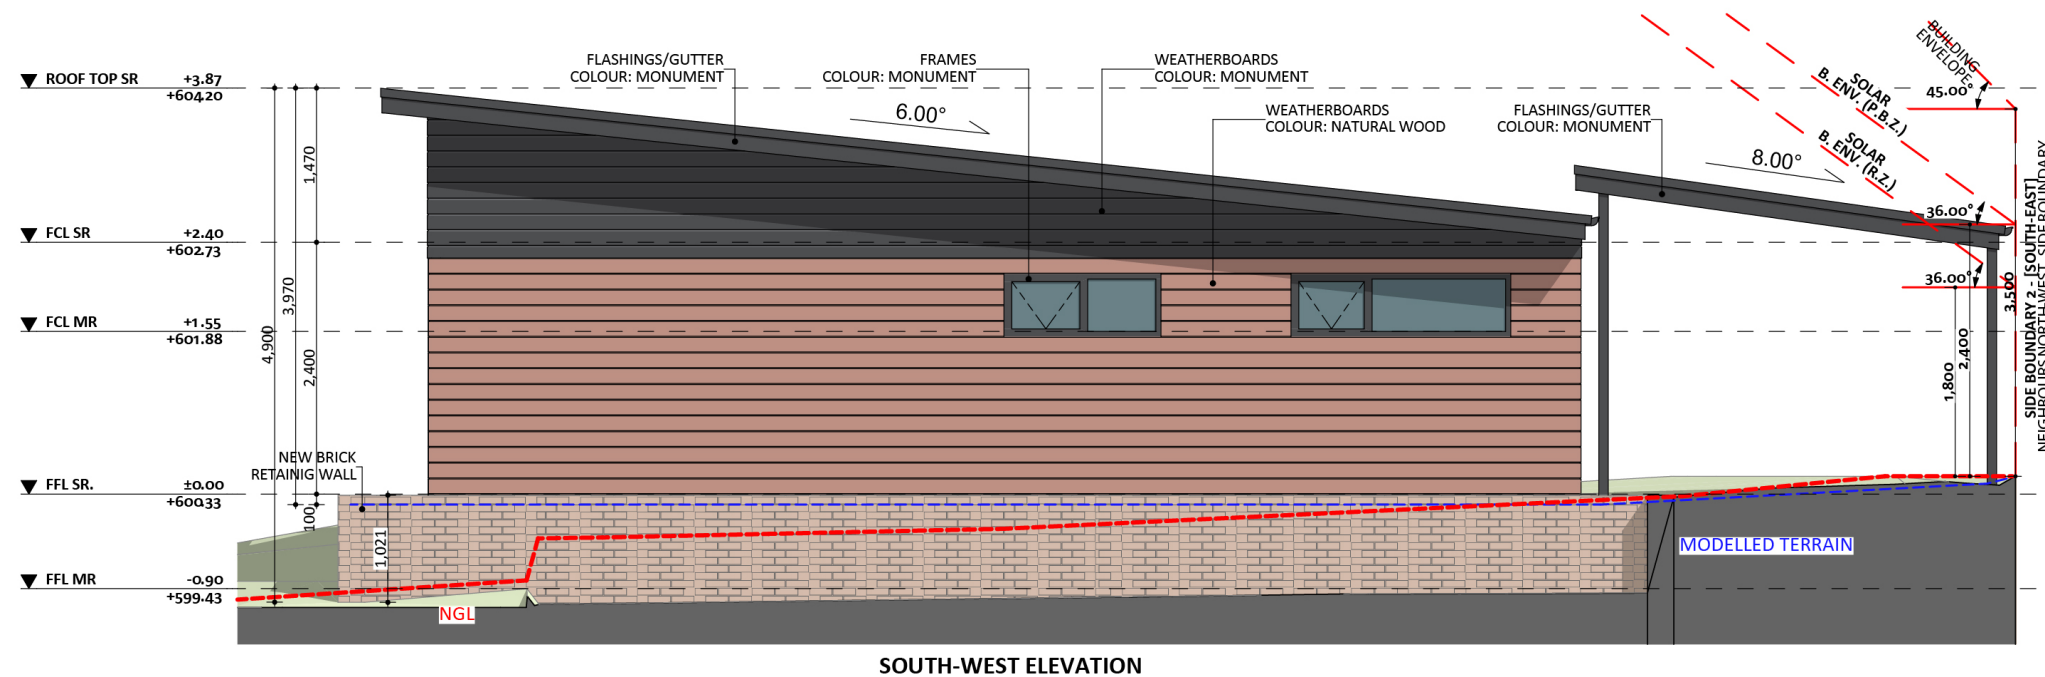 ROOF TOP SR
+3.87
+604.20
FCL SR
+2.40
+602.73
FCL MR
+1.55
+601.88
FFL SR.
±0.00
+600.33
FFL MR
-0.90
+599.43
4,900
3,970
1,470
2,400
100
1,021
NEW BRICK
RETAINIG WALL
FLASHINGS/GUTTER
COLOUR: MONUMENT
FRAMES
COLOUR: MONUMENT
WEATHERBOARDS
COLOUR: MONUMENT
WEATHERBOARDS
COLOUR: NATURAL WOOD
FLASHINGS/GUTTER
COLOUR: MONUMENT
6.00°
8.00°
BUILDING
ENVELOPE
45.00°
SOLAR
B. ENV. (P.B.Z.)
SOLAR
B. ENV. (R.Z.)
36.00°
36.00°
1,800
2,400
3,500
SIDE BOUNDARY 2 - [SOUTH-EAST]
NEIGHBOURS NORTH-WEST SIDE BOUNDARY
MODELLED TERRAIN
NGL
SOUTH-WEST ELEVATION